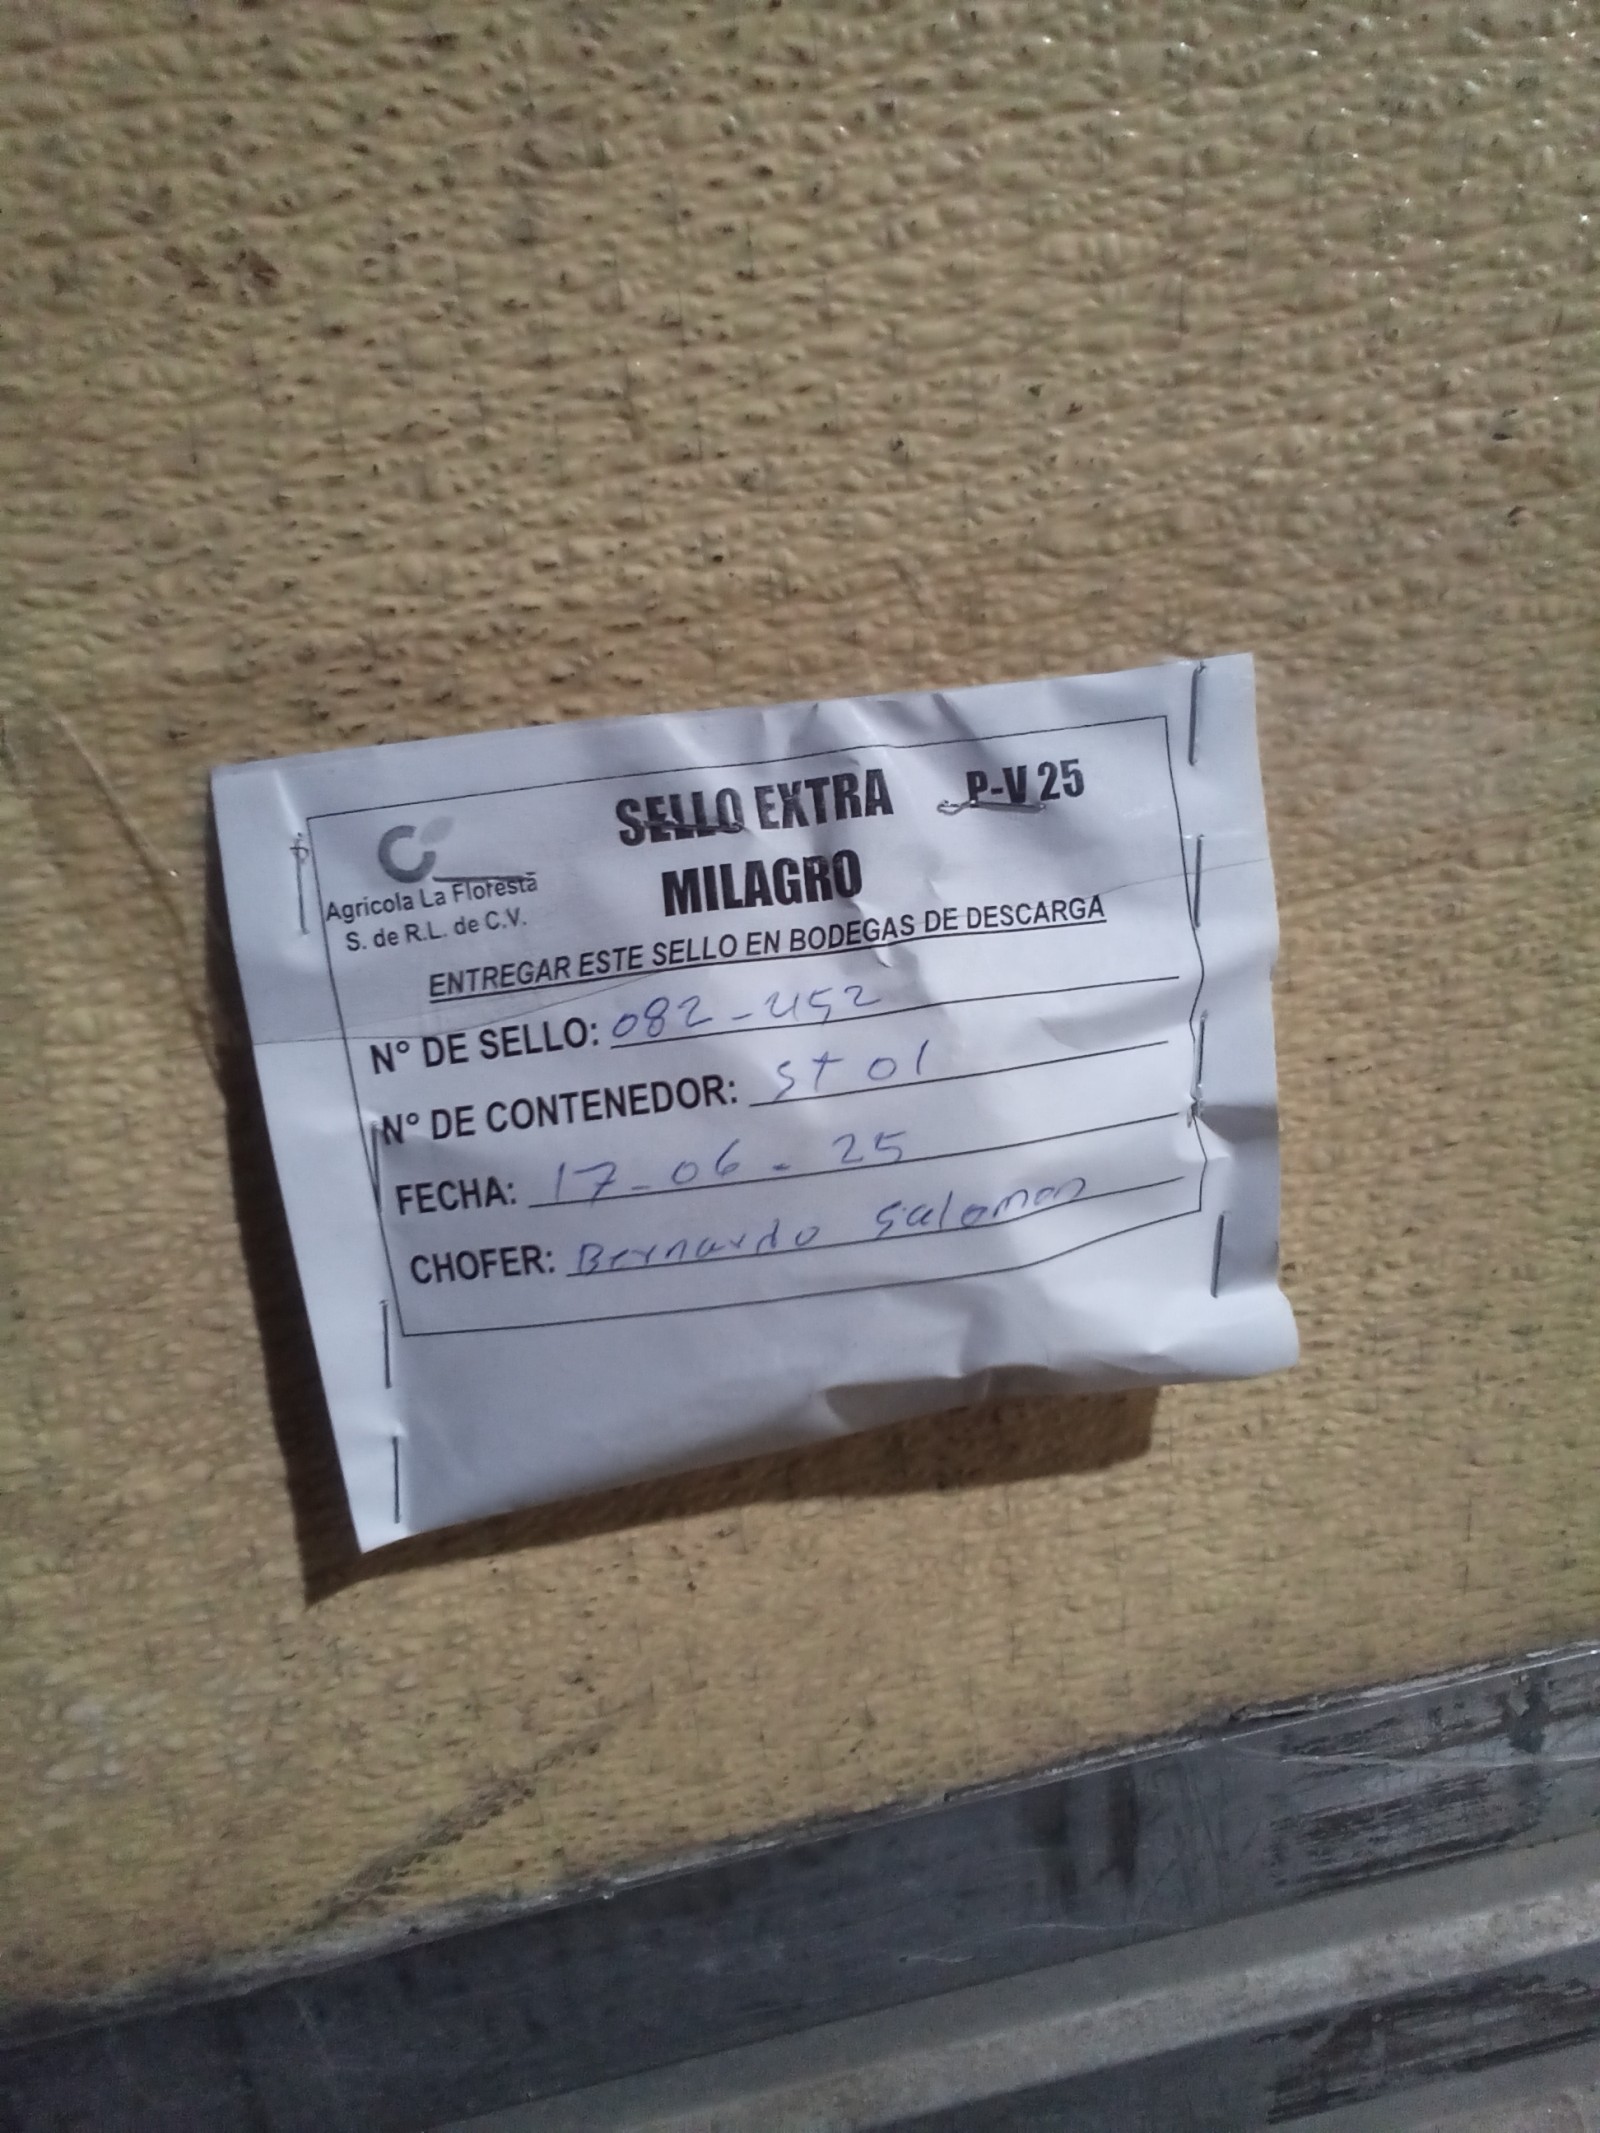 SELLO EXTRA P-V 25
MILAGRO
Agricola La Floresta
S. de R.L. de C.V.
ENTREGAR ESTE SELLO EN BODEGAS DE DESCARGA
N° DE SELLO: 082-452
N° DE CONTENEDOR: St 01
FECHA: 17-06-25
CHOFER: Bernardo Salomon